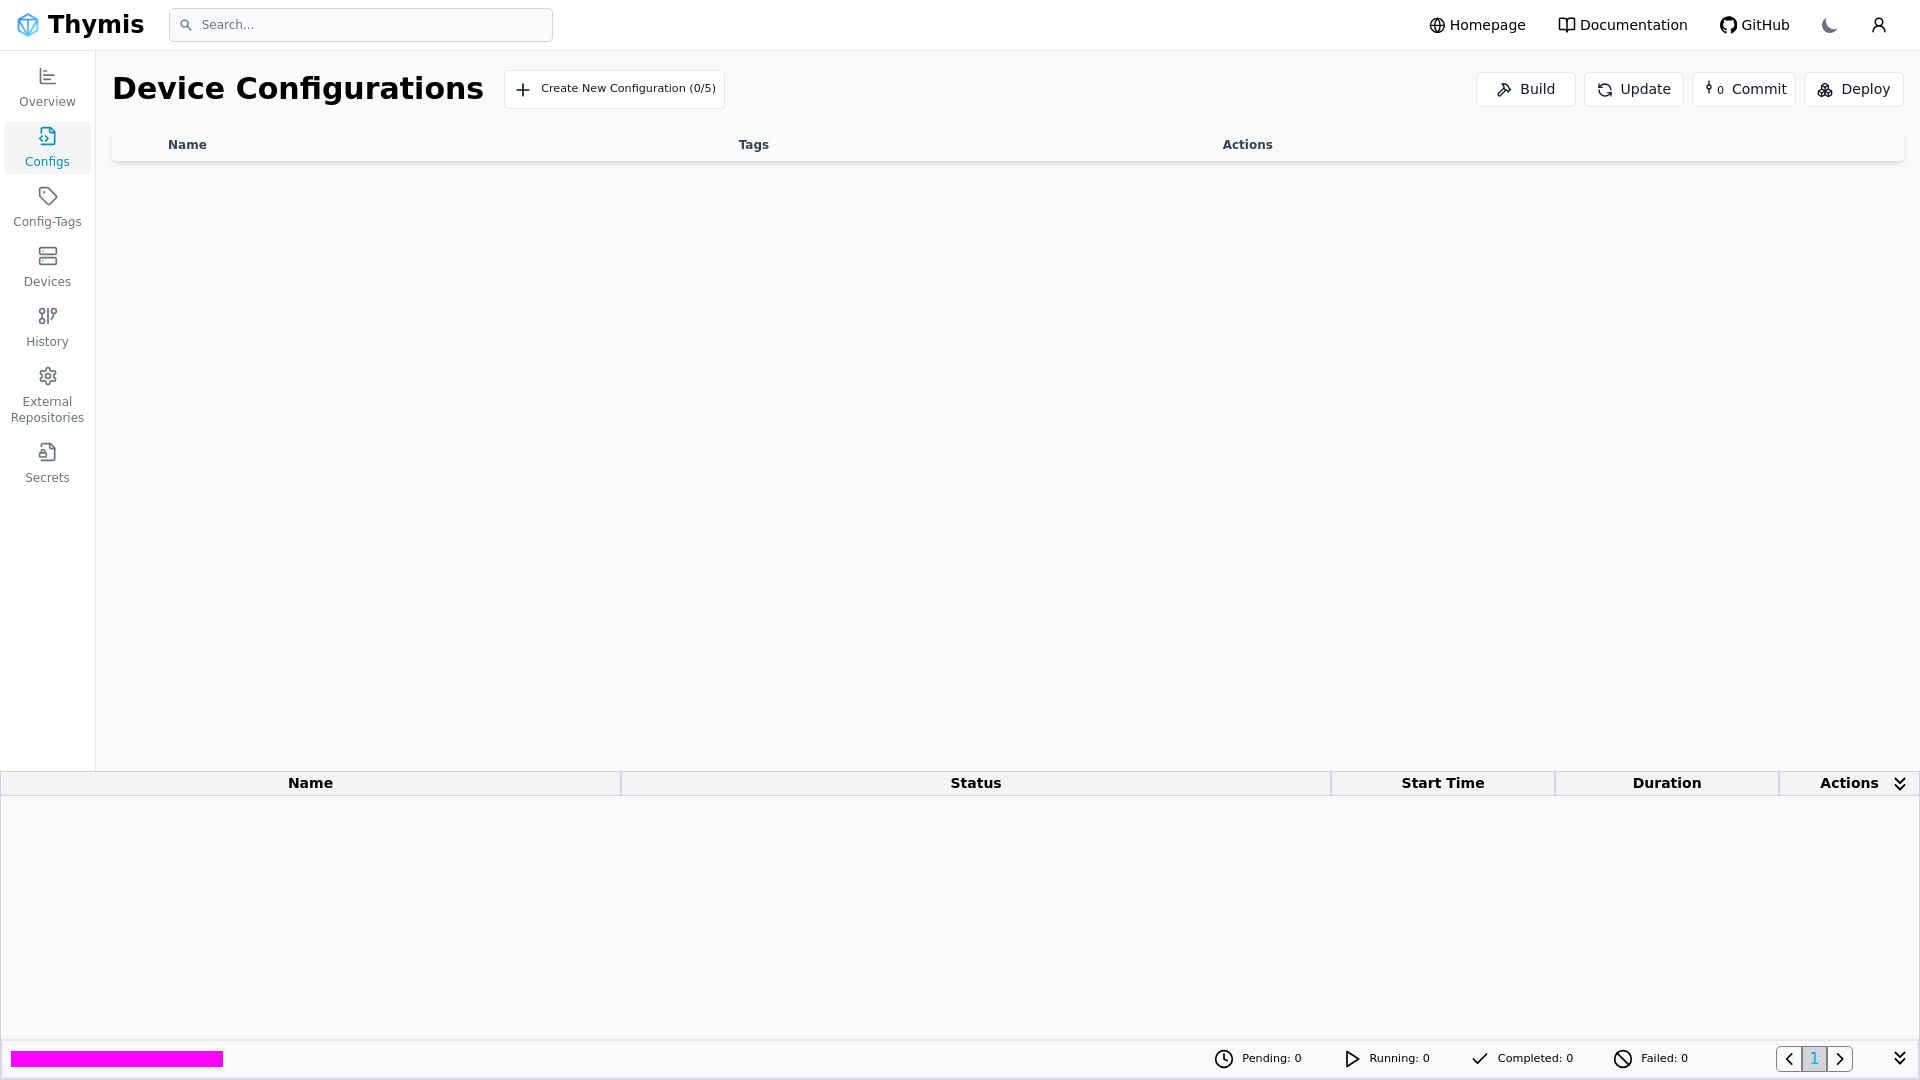 Thymis
Search...
Homepage
Documentation
GitHub
Overview
Configs
Config-Tags
Devices
History
External
Repositories
Secrets
Device Configurations
Create New Configuration (0/5)
Build
Update
0 Commit
Deploy
Name Tags Actions
Name Status Start Time Duration Actions
Pending: 0
Running: 0
Completed: 0
Failed: 0
1